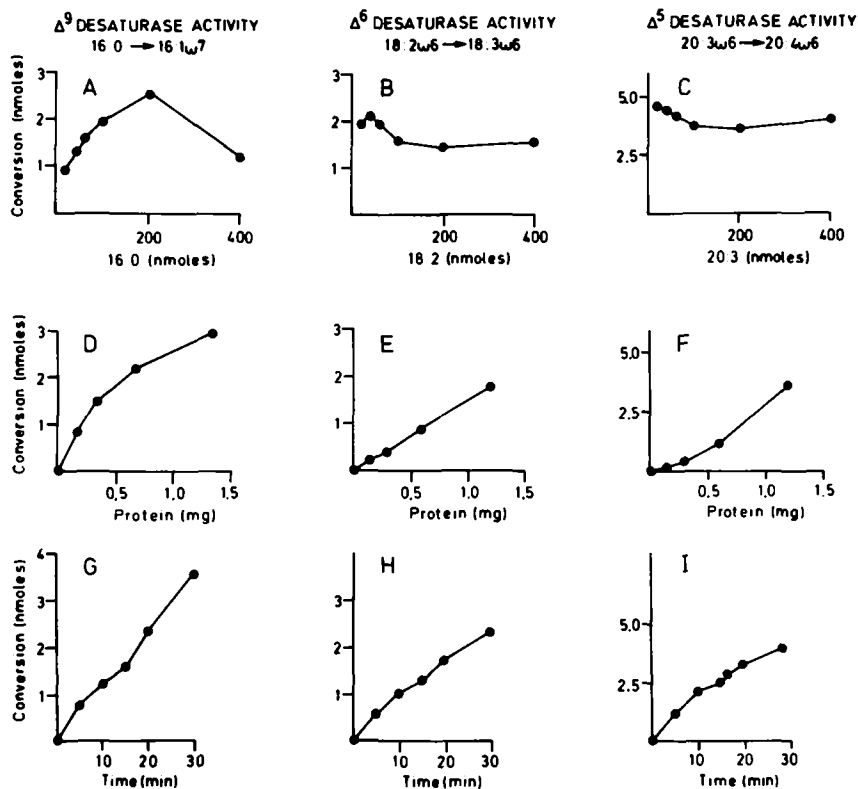 Δ9 DESATURASE ACTIVITY
16 0 → 16 1ω7
Δ6 DESATURASE ACTIVITY
18 2ω6 → 18.3ω6
Δ5 DESATURASE ACTIVITY
20 3ω6 → 20 4ω6
A
Conversion (nmoles)
3
2
1
200
400
16 0 (nmoles)
B
3
2
1
200
400
18 2 (nmoles)
C
5.0
2.5
200
400
20 3 (nmoles)
D
Conversion (nmoles)
3
2
1
0.5
1.0
1.5
Protein (mg)
E
3
2
1
0.5
1.0
1.5
Protein (mg)
F
5.0
2.5
0.5
1.0
1.5
Protein (mg)
G
Conversion (nmoles)
4
3
2
1
10
20
30
Time (min)
H
3
2
1
10
20
30
Time (min)
I
5.0
2.5
10
20
30
Time (min)